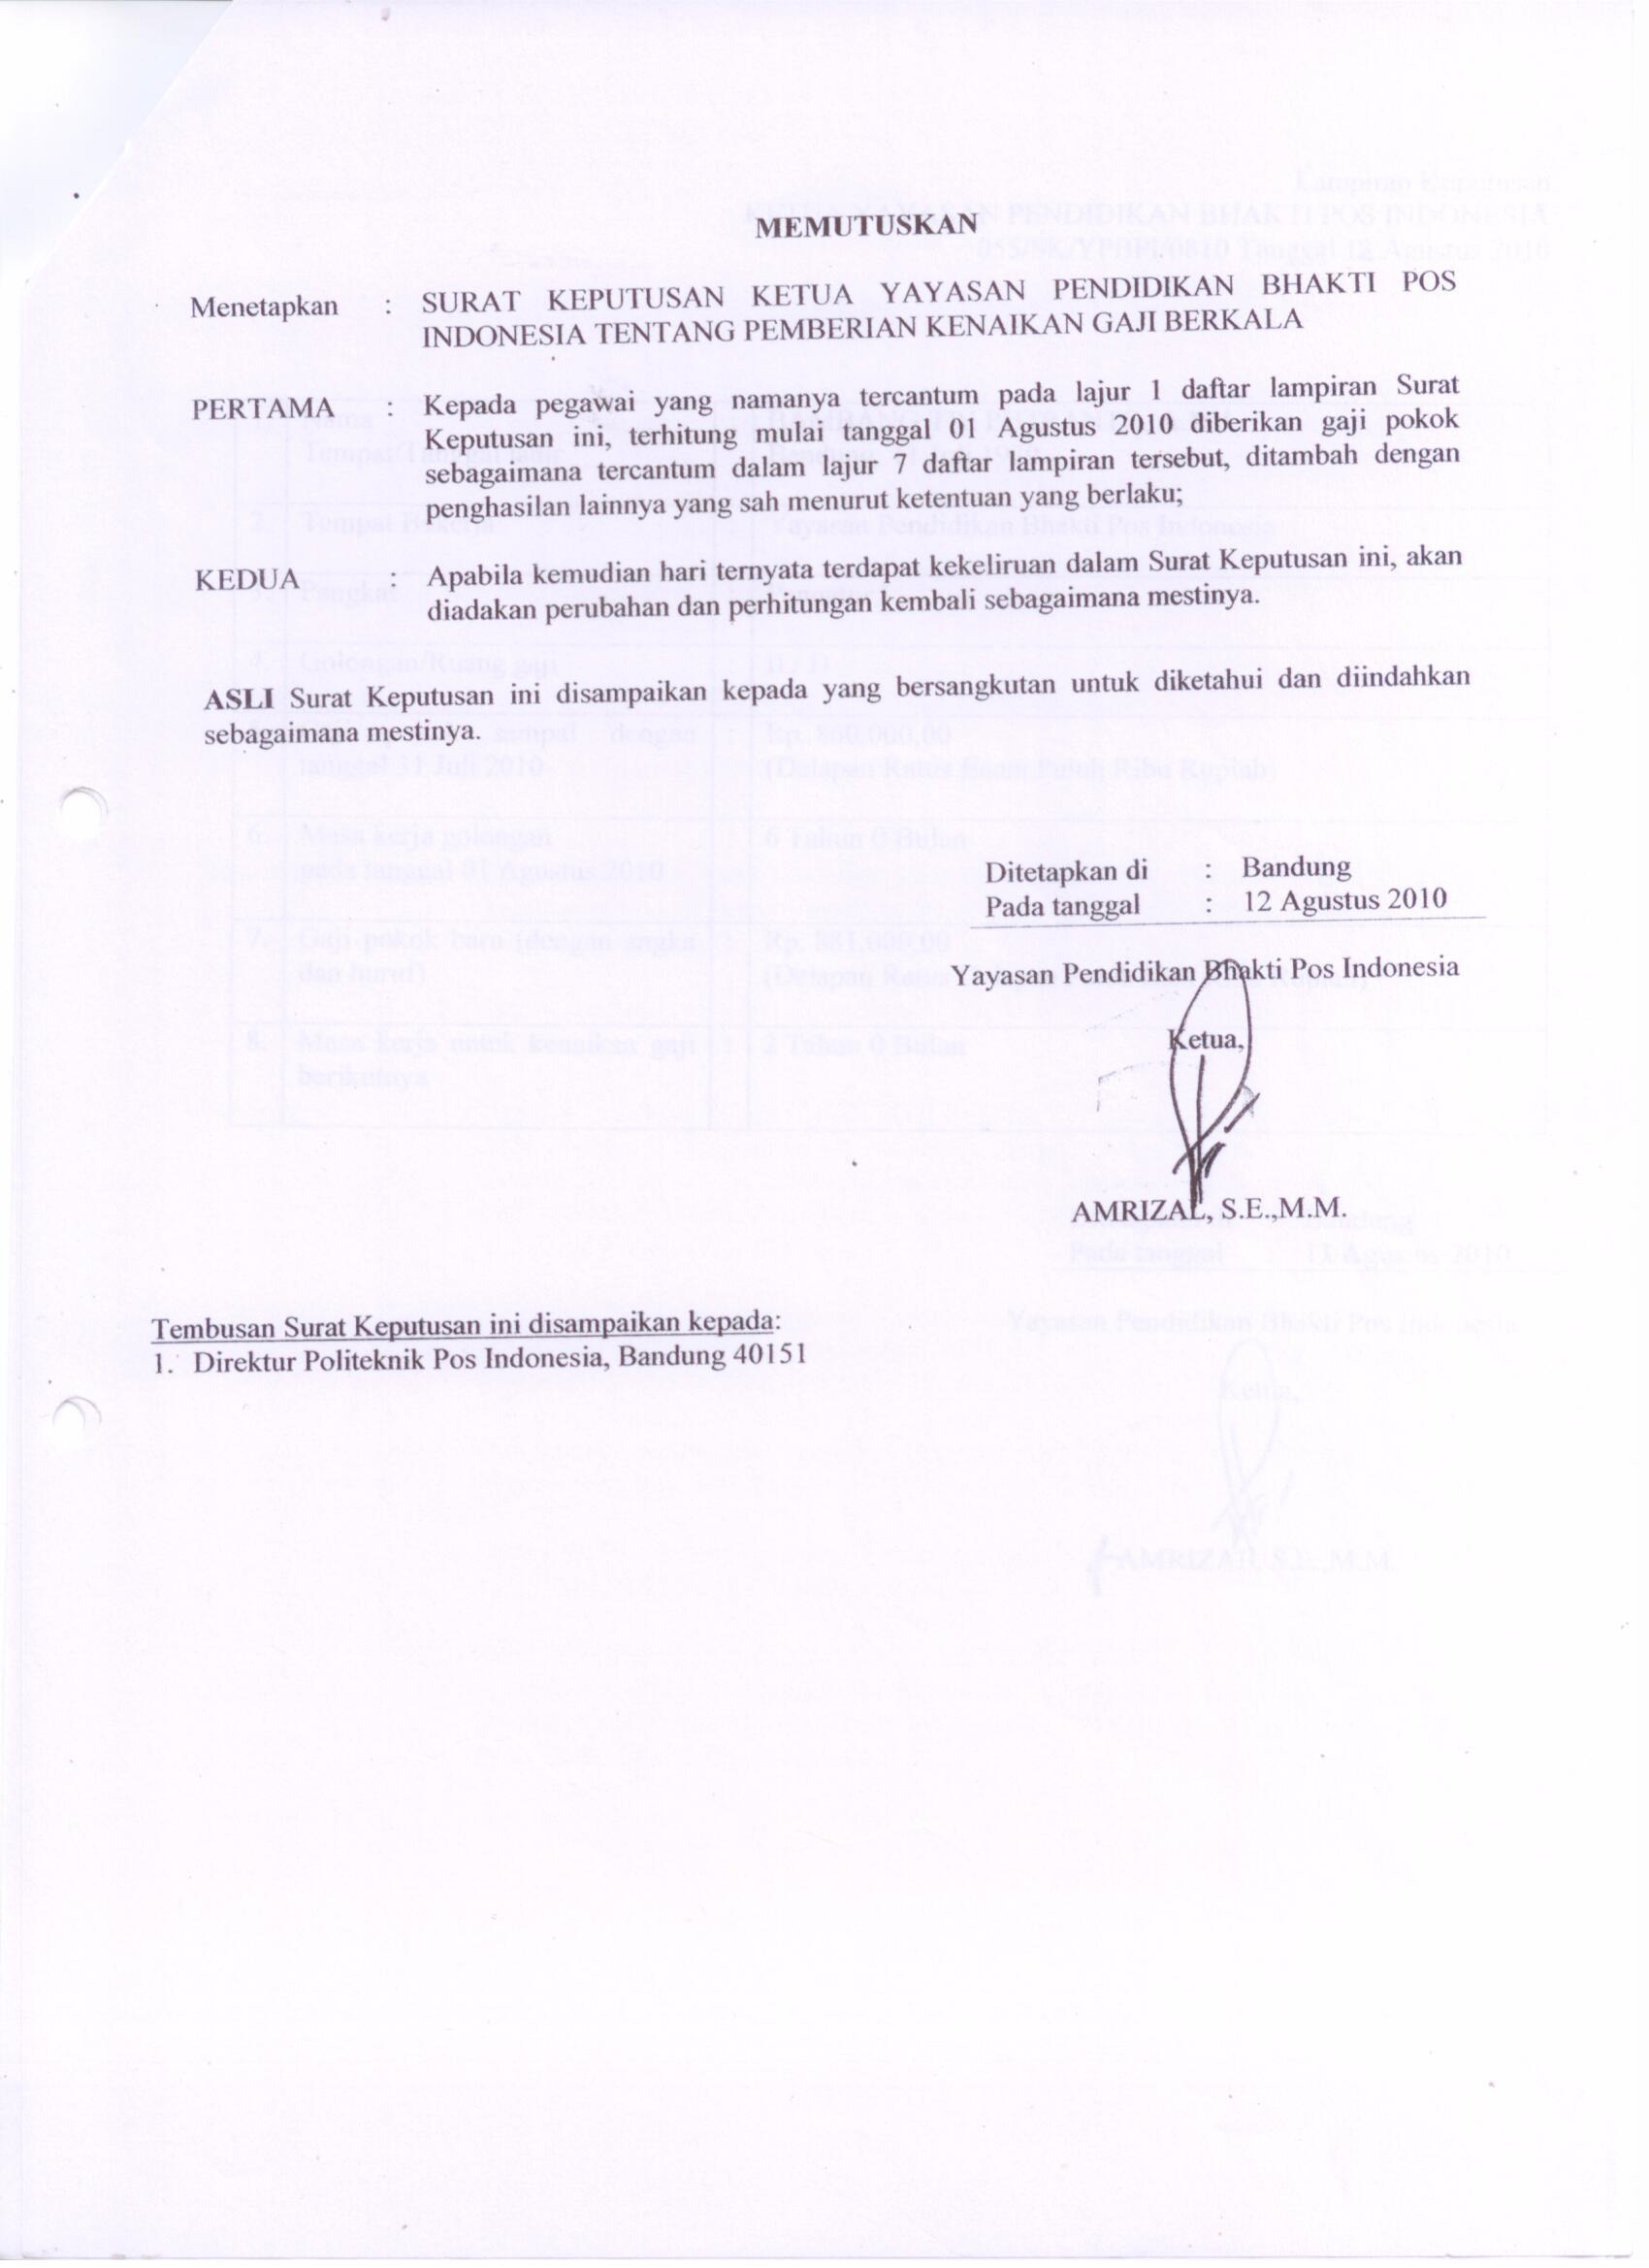 MEMUTUSKAN
Menetapkan : SURAT KEPUTUSAN KETUA YAYASAN PENDIDIKAN BHAKTI POS
INDONESIA TENTANG PEMBERIAN KENAIKAN GAJI BERKALA
PERTAMA : Kepada pegawai yang namanya tercantum pada lajur 1 daftar lampiran Surat
Keputusan ini, terhitung mulai tanggal 01 Agustus 2010 diberikan gaji pokok
sebagaimana tercantum dalam lajur 7 daftar lampiran tersebut, ditambah dengan
penghasilan lainnya yang sah menurut ketentuan yang berlaku;
KEDUA : Apabila kemudian hari ternyata terdapat kekeliruan dalam Surat Keputusan ini, akan
diadakan perubahan dan perhitungan kembali sebagaimana mestinya.
ASLI Surat Keputusan ini disampaikan kepada yang bersangkutan untuk diketahui dan diindahkan
sebagaimana mestinya.
Ditetapkan di : Bandung
Pada tanggal : 12 Agustus 2010
Yayasan Pendidikan Bhakti Pos Indonesia
Ketua,
AMRIZAL, S.E.,M.M.
Tembusan Surat Keputusan ini disampaikan kepada:
1. Direktur Politeknik Pos Indonesia, Bandung 40151